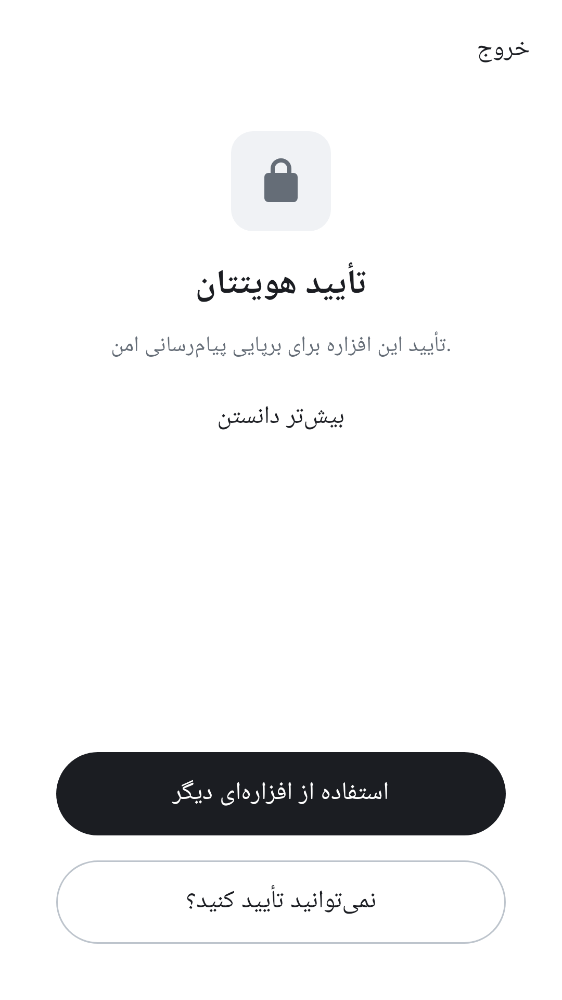 خروج
تأیید هویتتان
تأیید این افزاره برای برپایی پیام‌رسانی امن.
بیش‌تر دانستن
استفاده از افزاره‌ای دیگر
نمی‌توانید تأیید کنید؟